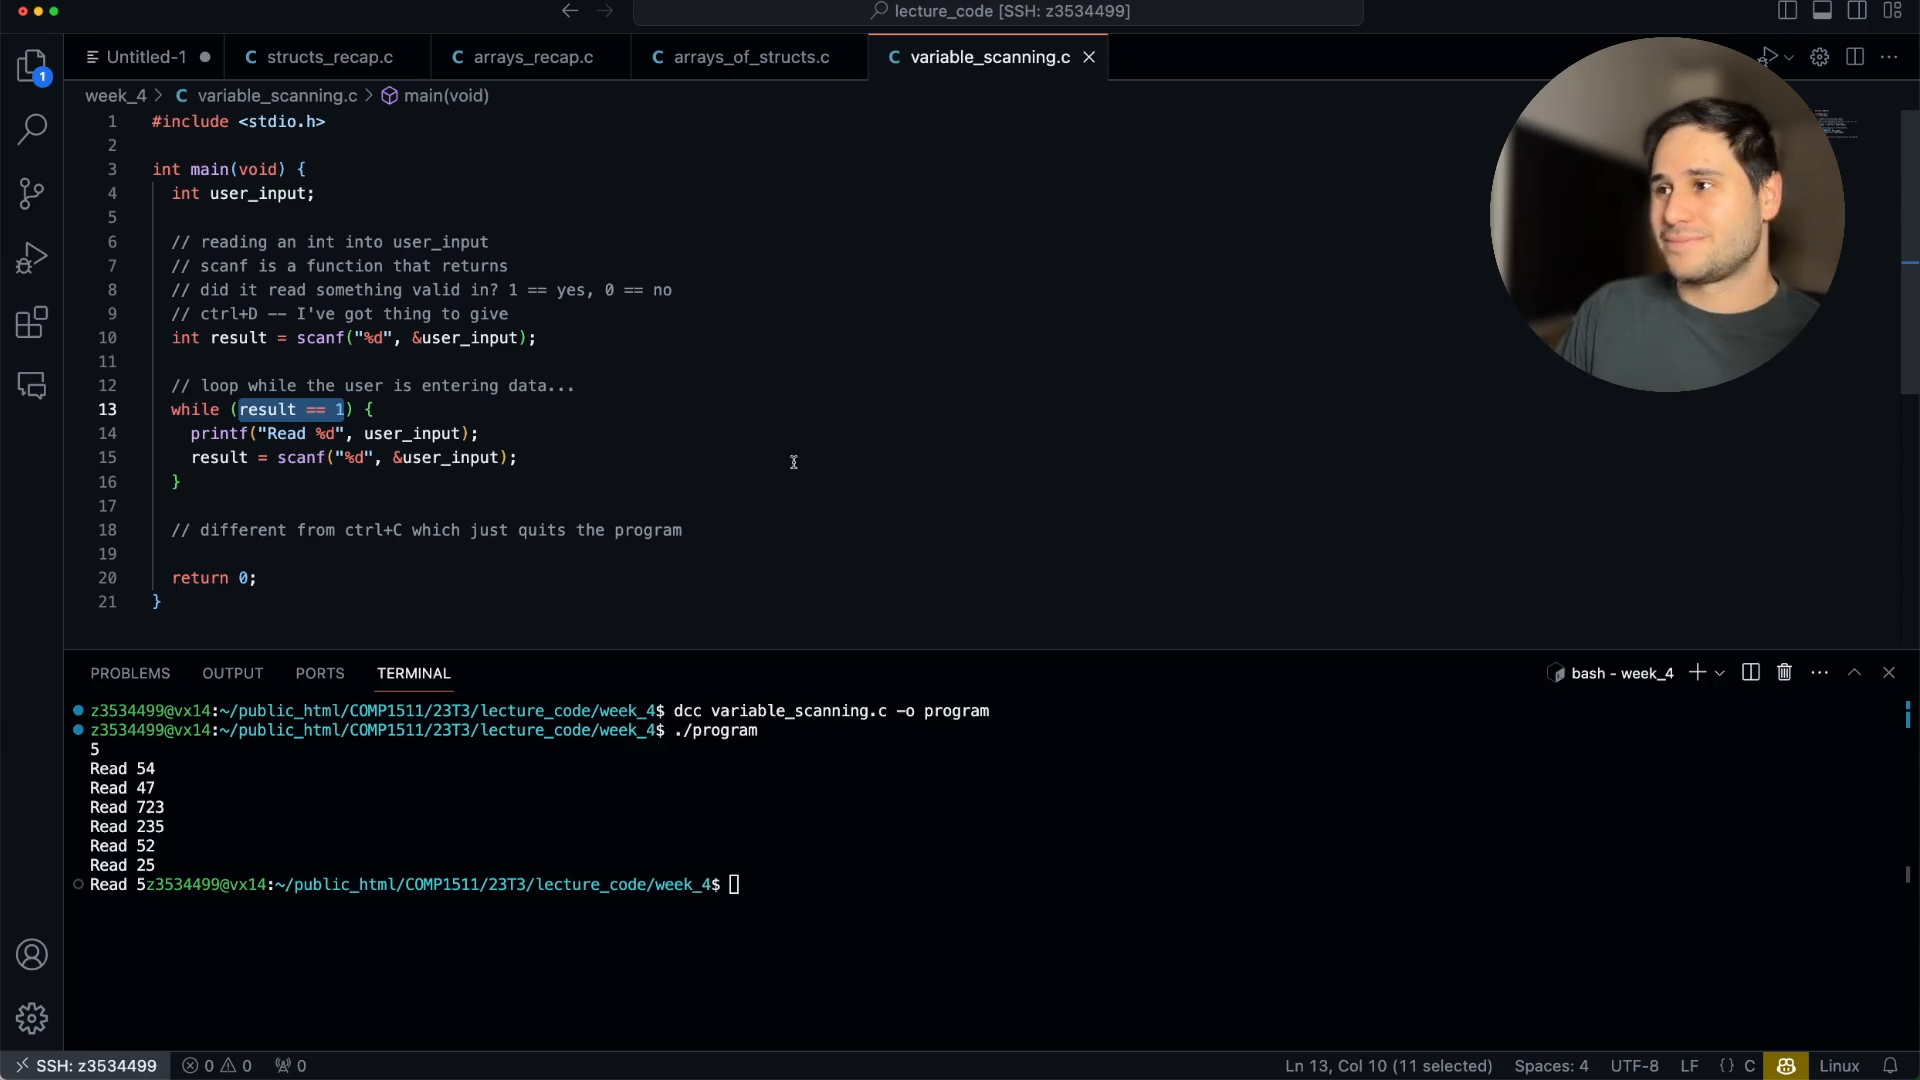 lecture_code [SSH: z3534499]
Untitled-1
C structs_recap.c
C arrays_recap.c
C arrays_of_structs.c
C variable_scanning.c
1
week_4 > C variable_scanning.c > main(void)
1 #include <stdio.h>
2
3 int main(void) {
4 int user_input;
5
6 // reading an int into user_input
7 // scanf is a function that returns
8 // did it read something valid in? 1 == yes, 0 == no
9 // ctrl+D -- I've got thing to give
10 int result = scanf("%d", &user_input);
11
12 // loop while the user is entering data...
13 while (result == 1) {
14 printf("Read %d", user_input);
15 result = scanf("%d", &user_input);
16 }
17
18 // different from ctrl+C which just quits the program
19
20 return 0;
21 }
PROBLEMS OUTPUT PORTS TERMINAL
bash - week_4
z3534499@vx14:~/public_html/COMP1511/23T3/lecture_code/week_4$ dcc variable_scanning.c -o program
z3534499@vx14:~/public_html/COMP1511/23T3/lecture_code/week_4$ ./program
5
Read 54
Read 47
Read 723
Read 235
Read 52
Read 25
Read 5z3534499@vx14:~/public_html/COMP1511/23T3/lecture_code/week_4$
SSH: z3534499 0 0 0 Ln 13, Col 10 (11 selected) Spaces: 4 UTF-8 LF {} C Linux